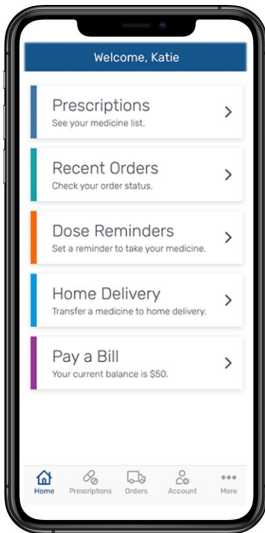 Welcome, Katie
Prescriptions
See your medicine list.
Recent Orders
Check your order status.
Dose Reminders
Set a reminder to take your medicine.
Home Delivery
Transfer a medicine to home delivery.
Pay a Bill
Your current balance is $50.
Home
Prescriptions
Orders
Account
More